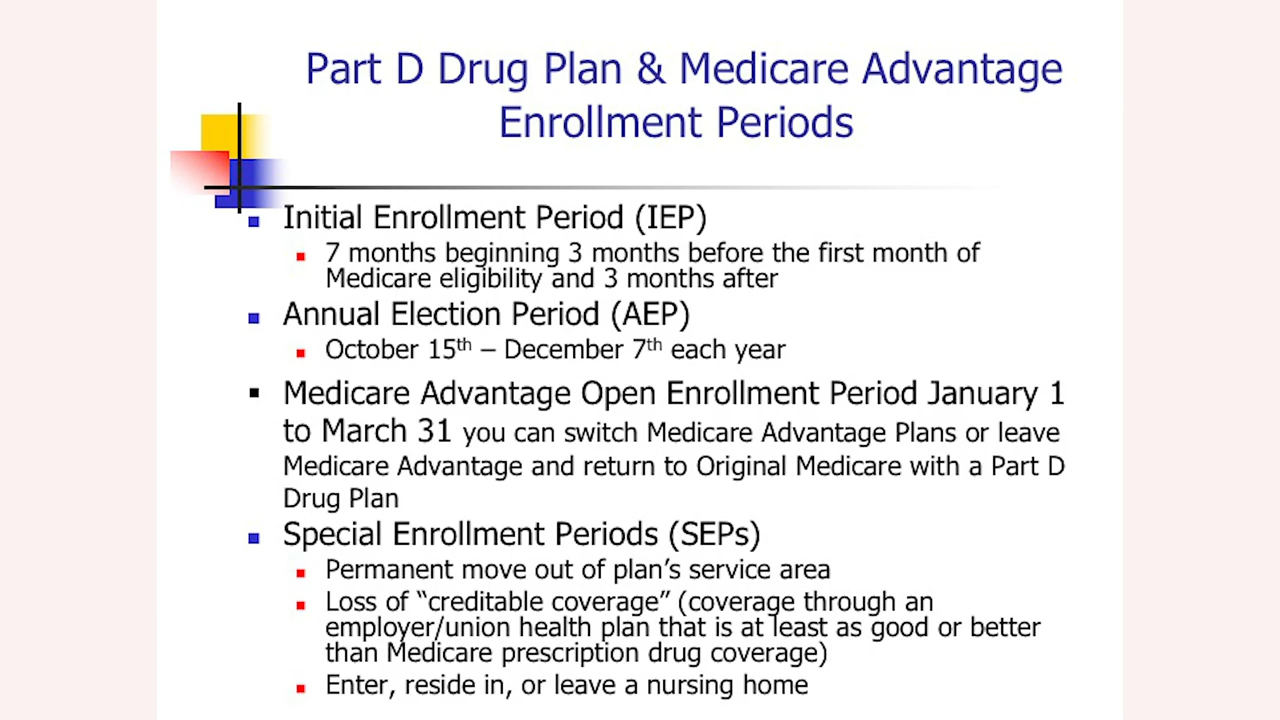 Part D Drug Plan & Medicare Advantage
Enrollment Periods
Initial Enrollment Period (IEP)
7 months beginning 3 months before the first month of
Medicare eligibility and 3 months after
Annual Election Period (AEP)
October 15th – December 7th each year
Medicare Advantage Open Enrollment Period January 1
to March 31 you can switch Medicare Advantage Plans or leave
Medicare Advantage and return to Original Medicare with a Part D
Drug Plan
Special Enrollment Periods (SEPs)
Permanent move out of plan’s service area
Loss of “creditable coverage” (coverage through an
employer/union health plan that is at least as good or better
than Medicare prescription drug coverage)
Enter, reside in, or leave a nursing home